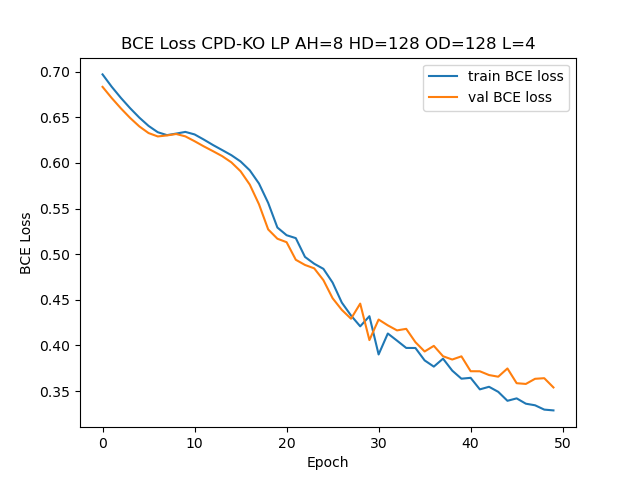 BCE Loss CPD-KO LP AH=8 HD=128 OD=128 L=4
train BCE loss
val BCE loss
0.70
0.65
0.60
0.55
0.50
0.45
0.40
0.35
BCE Loss
0
10
20
30
40
50
Epoch